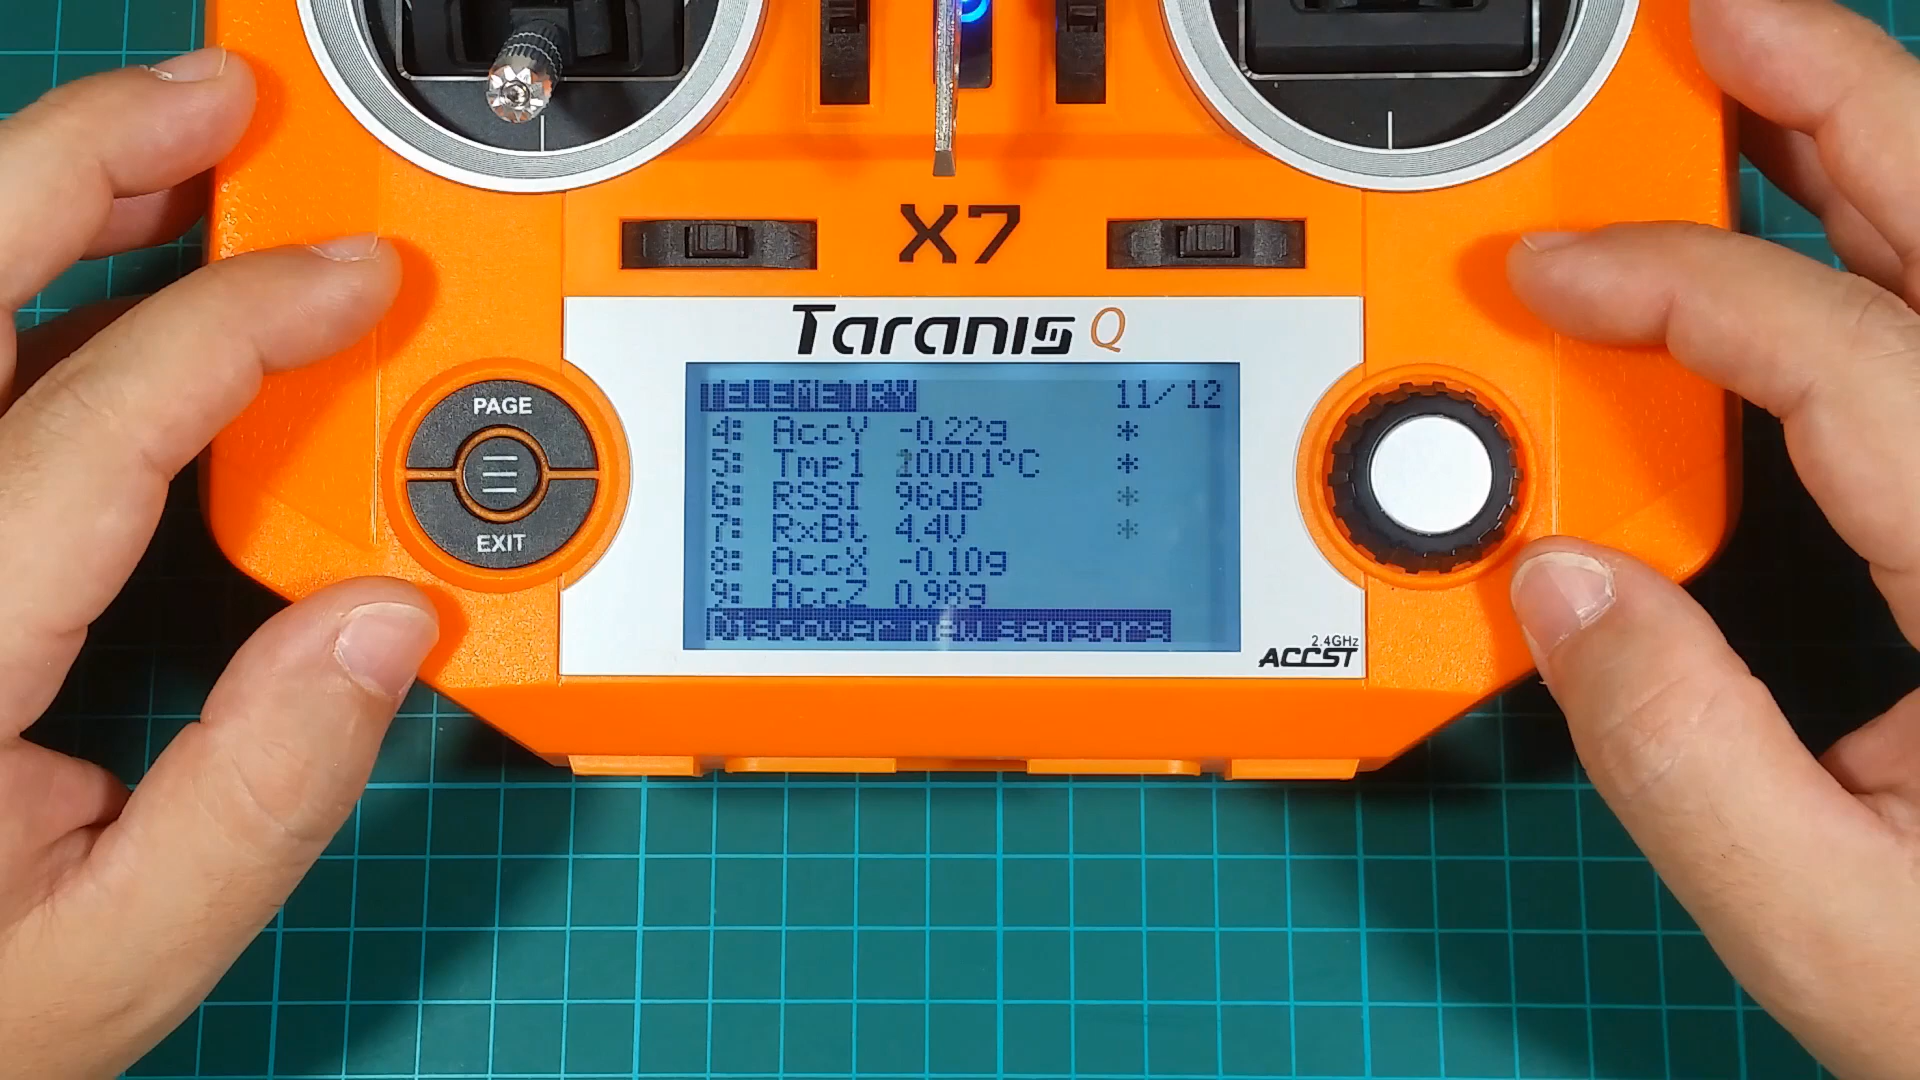 X7
Taranis Q
TELEMETRY 11/12
4: AccY -0.22g *
5: Tmp1 20001°C *
6: RSSI 96dB *
7: RxBt 4.4V *
8: AccX -0.10g
9: AccZ 0.98g
Discover new sensors
PAGE
EXIT
2.4GHz
ACCST